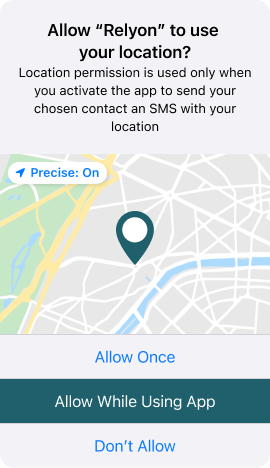 Allow “Relyon” to use
your location?
Location permission is used only when
you activate the app to send your
chosen contact an SMS with your
location
Precise: On
Allow Once
Allow While Using App
Don’t Allow